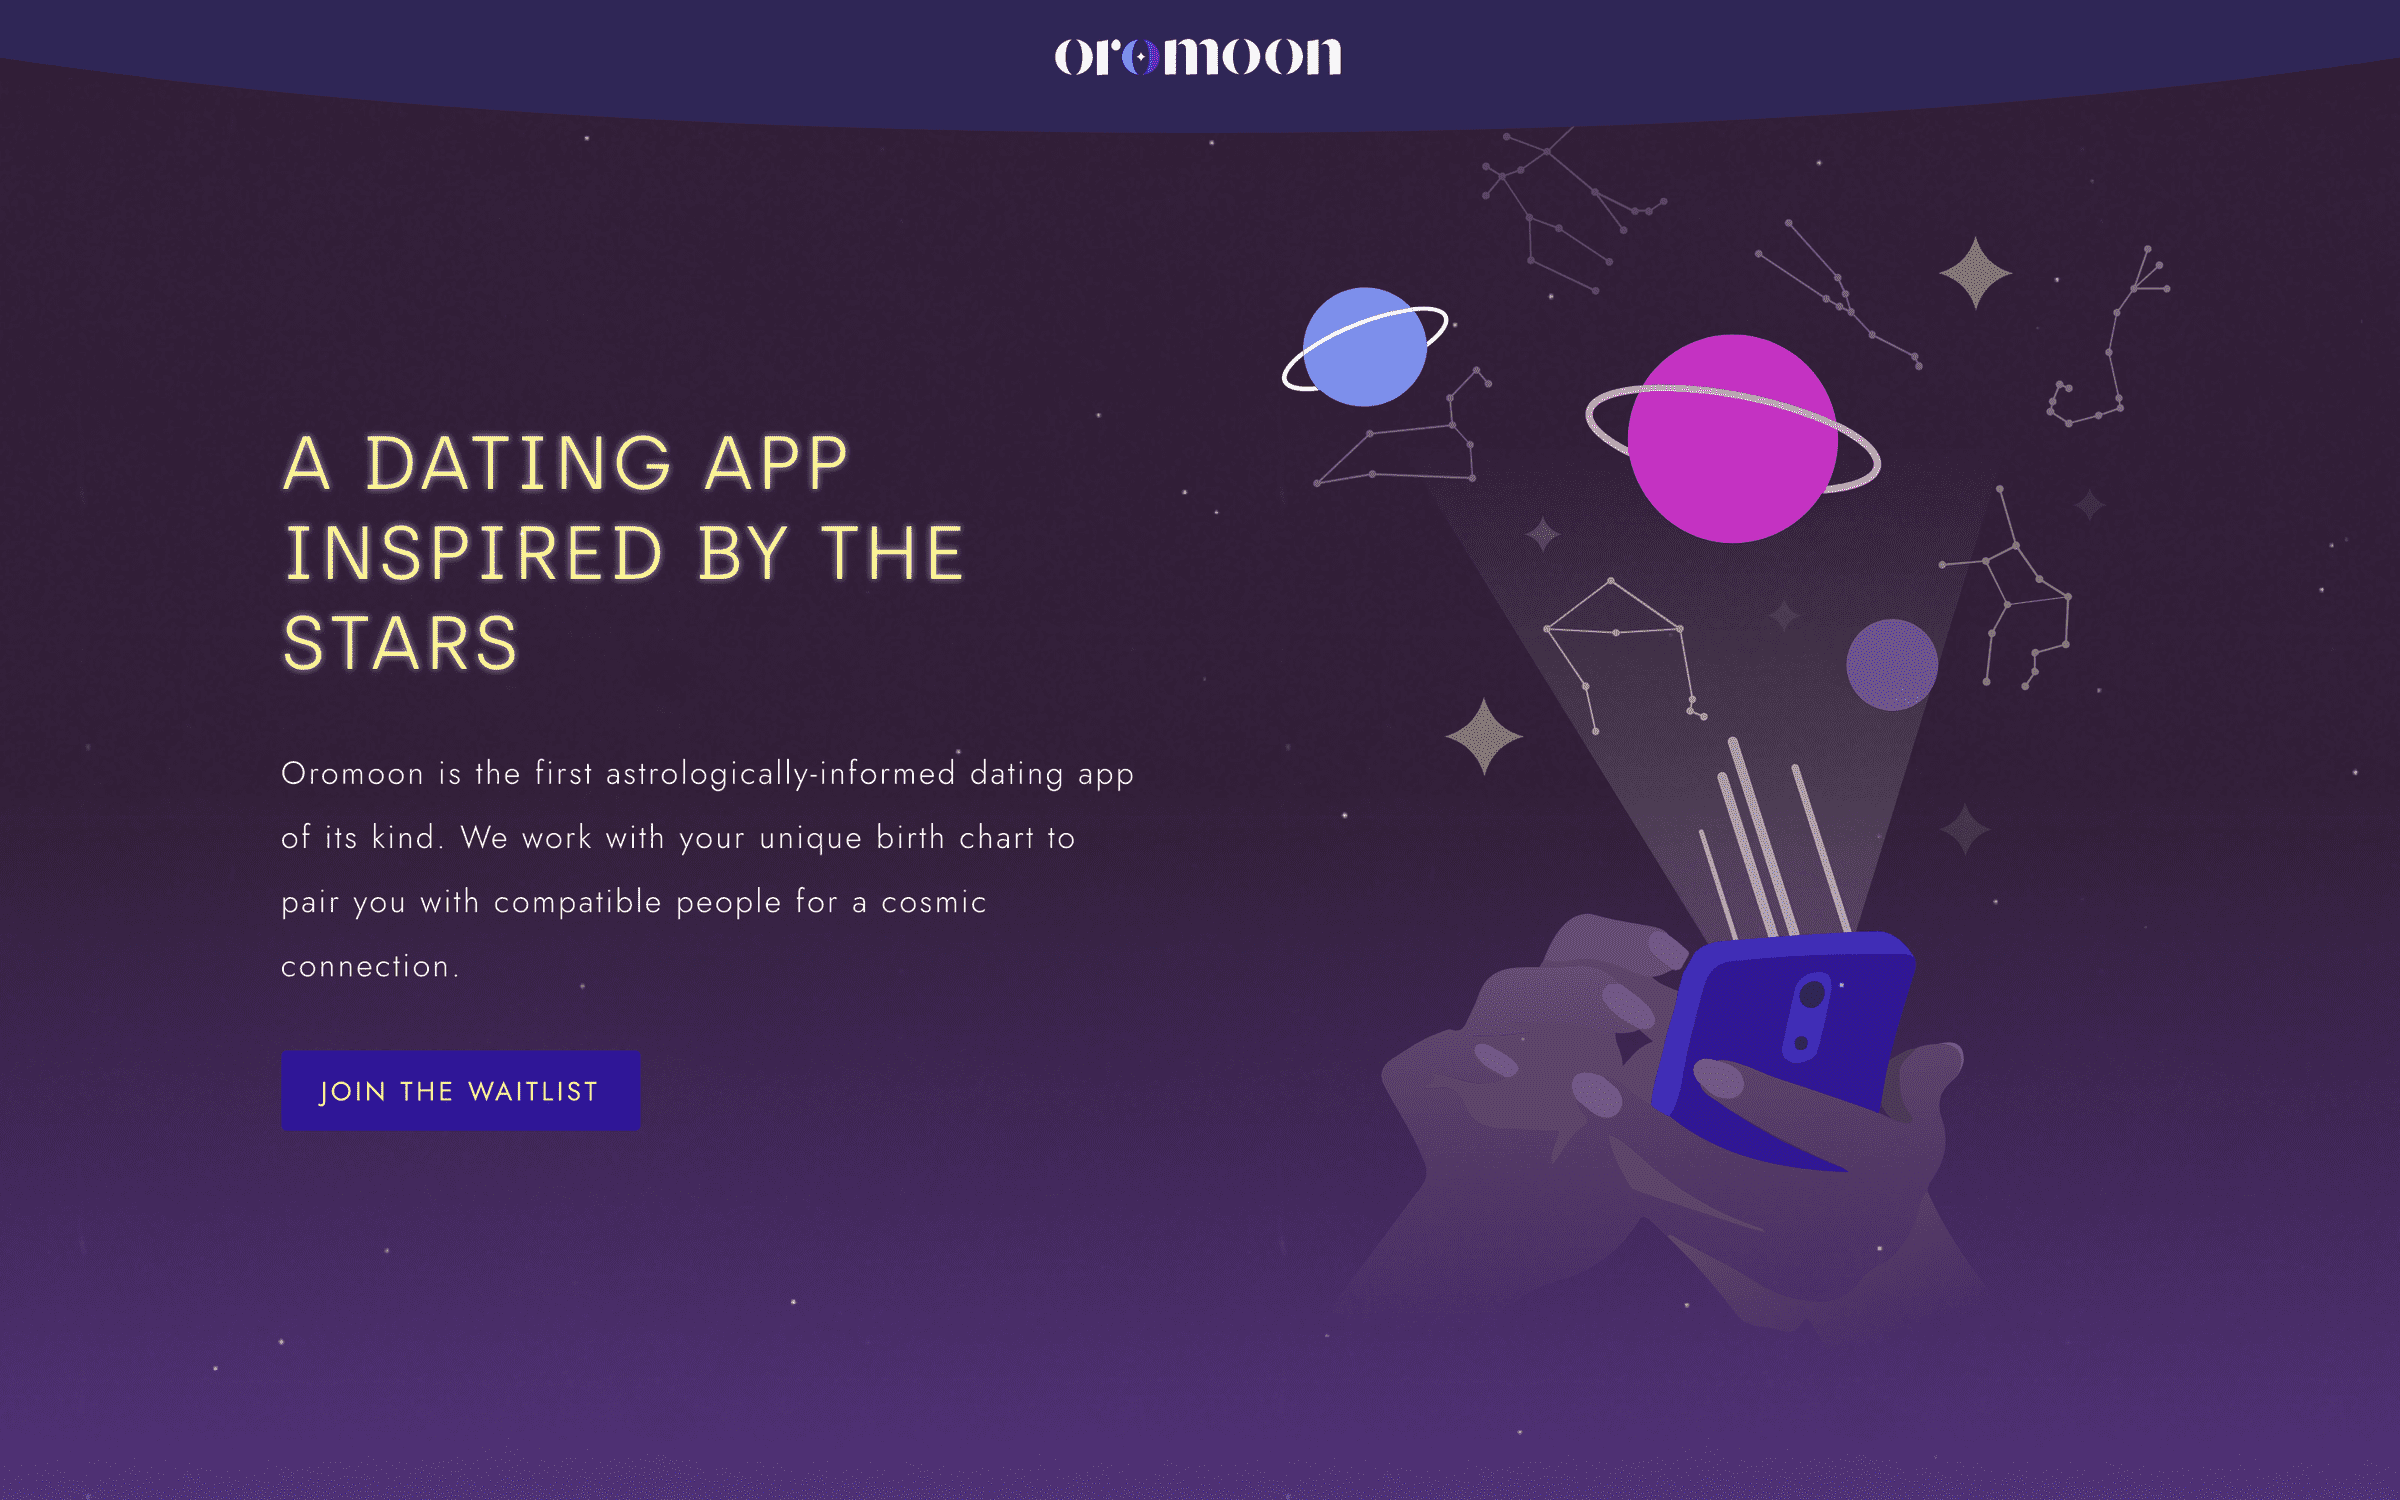 oromoon
A DATING APP
INSPIRED BY THE
STARS
Oromoon is the first astrologically-informed dating app
of its kind. We work with your unique birth chart to
pair you with compatible people for a cosmic
connection.
JOIN THE WAITLIST